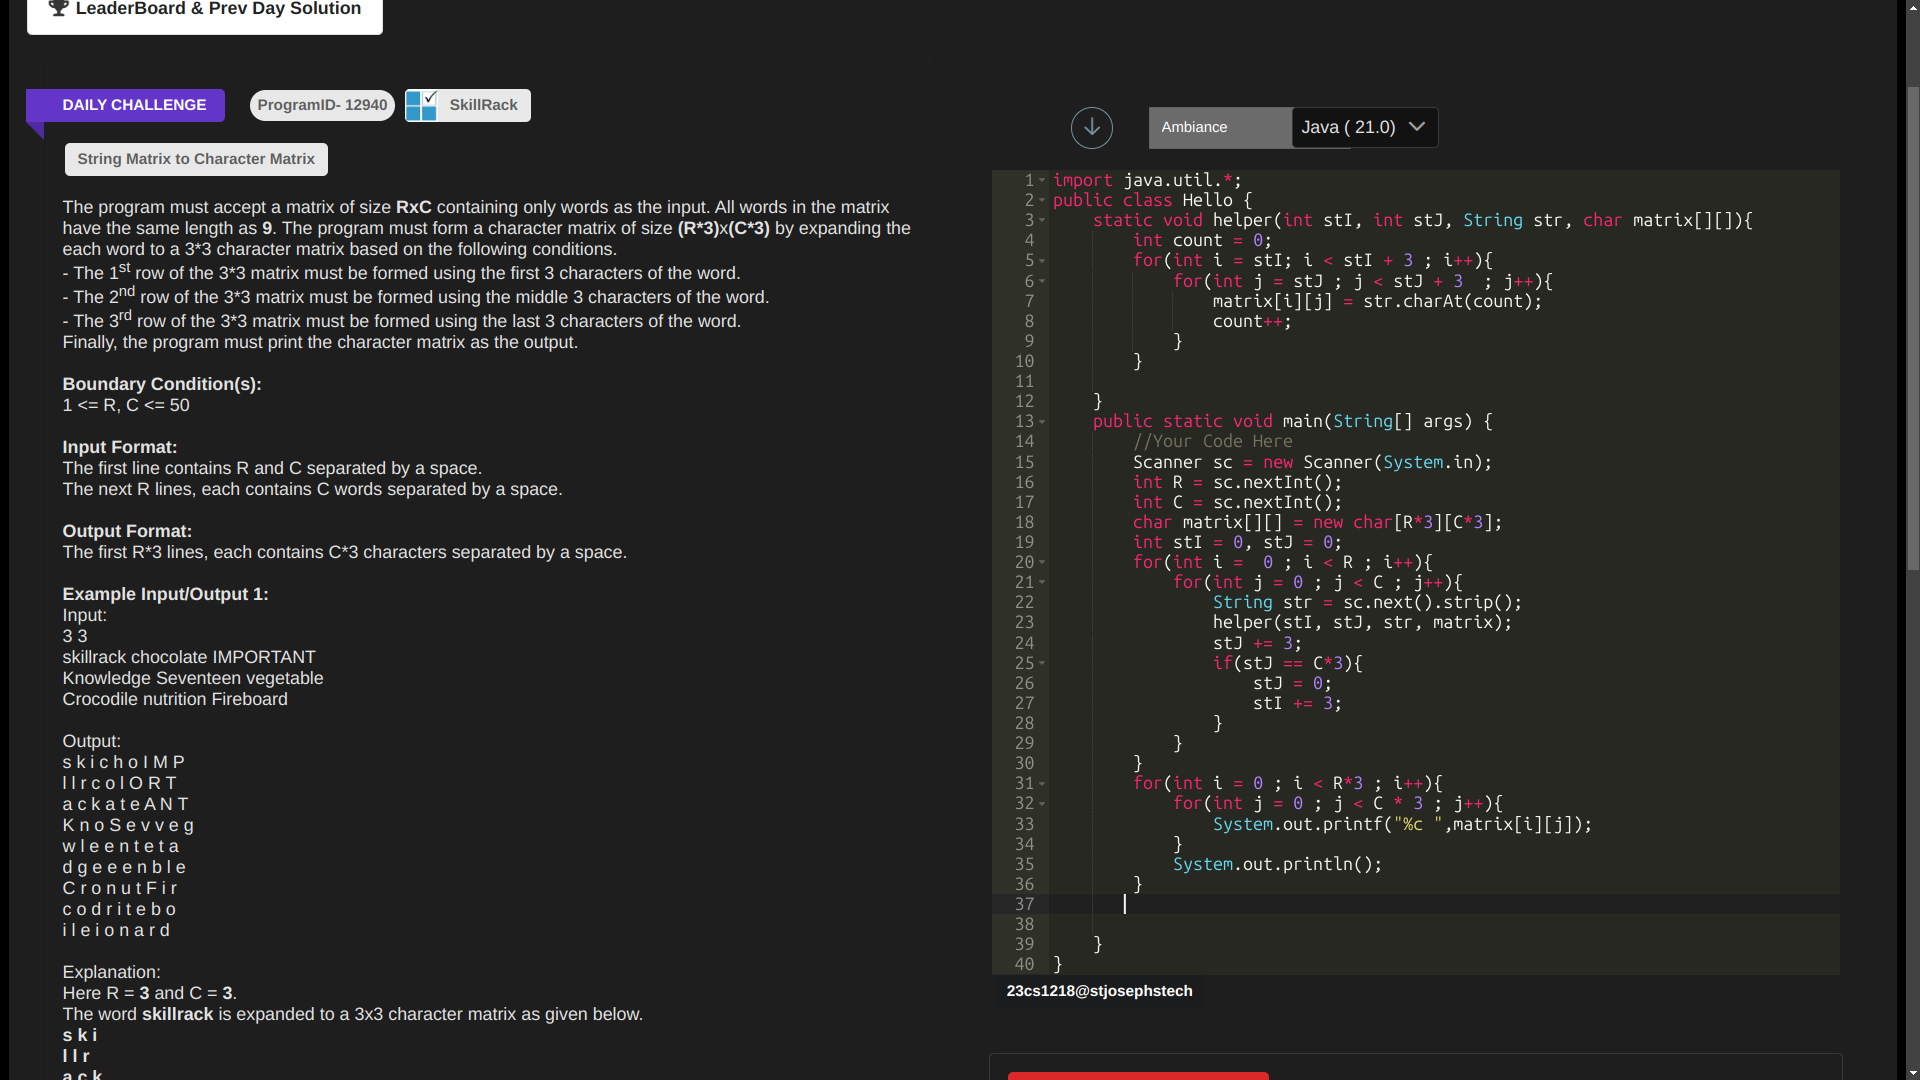 LeaderBoard & Prev Day Solution
DAILY CHALLENGE
ProgramID- 12940
SkillRack
String Matrix to Character Matrix
The program must accept a matrix of size RxC containing only words as the input. All words in the matrix
have the same length as 9. The program must form a character matrix of size (R*3)x(C*3) by expanding the
each word to a 3*3 character matrix based on the following conditions.
- The 1st row of the 3*3 matrix must be formed using the first 3 characters of the word.
- The 2nd row of the 3*3 matrix must be formed using the middle 3 characters of the word.
- The 3rd row of the 3*3 matrix must be formed using the last 3 characters of the word.
Finally, the program must print the character matrix as the output.
Boundary Condition(s):
1 <= R, C <= 50
Input Format:
The first line contains R and C separated by a space.
The next R lines, each contains C words separated by a space.
Output Format:
The first R*3 lines, each contains C*3 characters separated by a space.
Example Input/Output 1:
Input:
3 3
skillrack chocolate IMPORTANT
Knowledge Seventeen vegetable
Crocodile nutrition Fireboard
Output:
s k i c h o I M P
l l r c o l O R T
a c k a t e A N T
K n o S e v v e g
w l e e n t e t a
d g e e e n b l e
C r o n u t F i r
c o d r i t e b o
i l e i o n a r d
Explanation:
Here R = 3 and C = 3.
The word skillrack is expanded to a 3x3 character matrix as given below.
s k i
l l r
a c k
Ambiance
Java ( 21.0)
1 import java.util.*;
2 public class Hello {
3 static void helper(int stI, int stJ, String str, char matrix[][]){
4 int count = 0;
5 for(int i = stI; i < stI + 3 ; i++){
6 for(int j = stJ ; j < stJ + 3  ; j++){
7 matrix[i][j] = str.charAt(count);
8 count++;
9 }
10 }
11
12 }
13 public static void main(String[] args) {
14 //Your Code Here
15 Scanner sc = new Scanner(System.in);
16 int R = sc.nextInt();
17 int C = sc.nextInt();
18 char matrix[][] = new char[R*3][C*3];
19 int stI = 0, stJ = 0;
20 for(int i =  0 ; i < R ; i++){
21 for(int j = 0 ; j < C ; j++){
22 String str = sc.next().strip();
23 helper(stI, stJ, str, matrix);
24 stJ += 3;
25 if(stJ == C*3){
26 stJ = 0;
27 stI += 3;
28 }
29 }
30 }
31 for(int i = 0 ; i < R*3 ; i++){
32 for(int j = 0 ; j < C * 3 ; j++){
33 System.out.printf("%c ",matrix[i][j]);
34 }
35 System.out.println();
36 }
37
38
39 }
40 }
23cs1218@stjosephstech